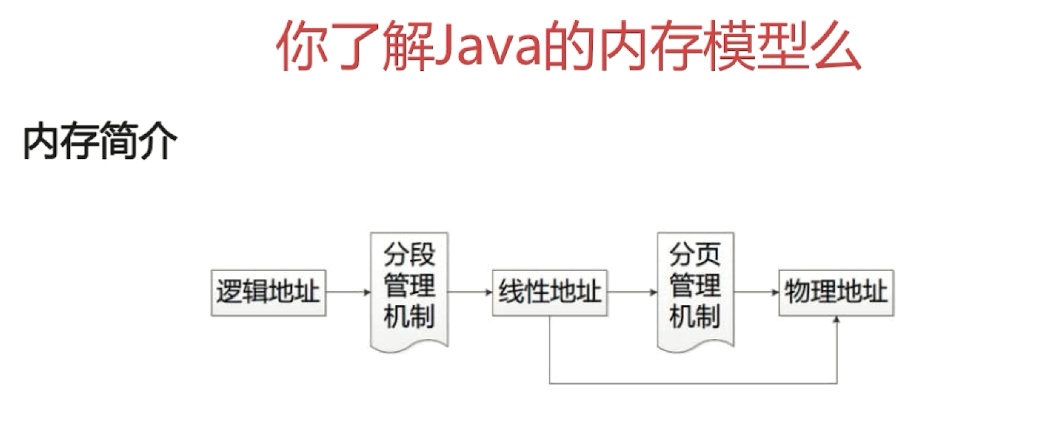 你了解Java的内存模型么
内存简介
逻辑地址
分段
管理
机制
线性地址
分页
管理
机制
物理地址